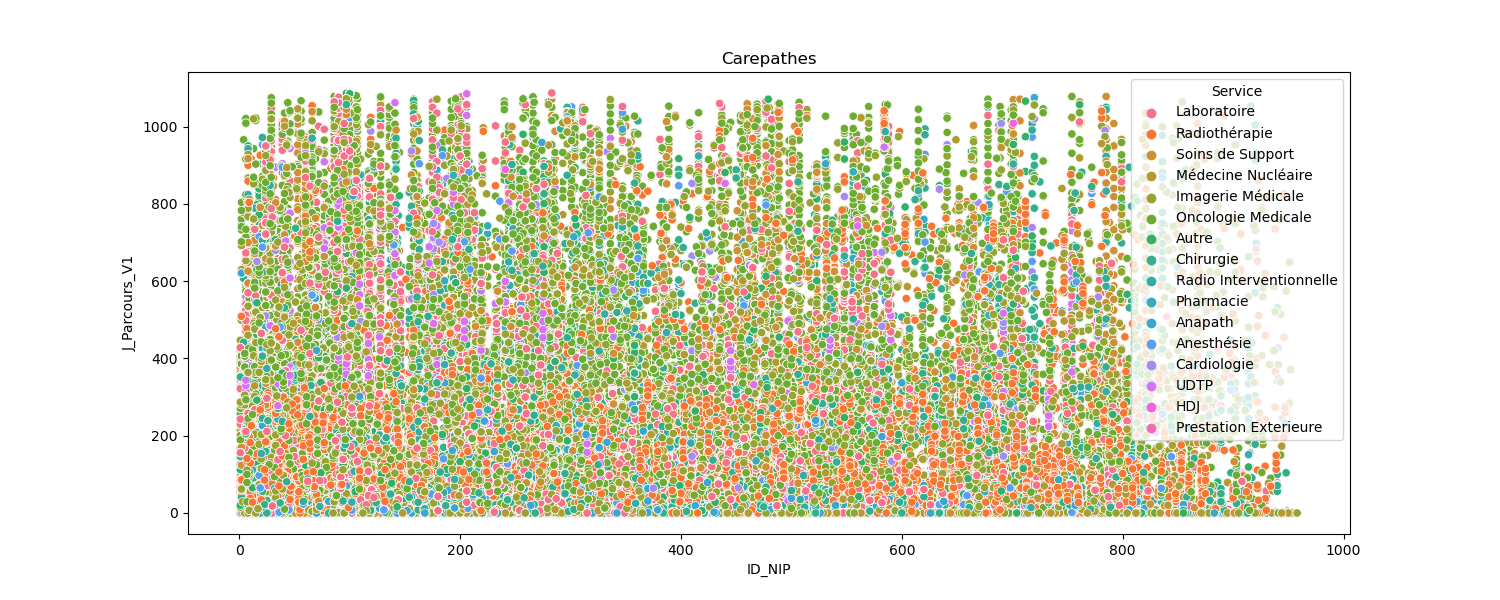 Carepathes
J_Parcours_V1
1000
800
600
400
200
0
0
200
400
600
800
1000
ID_NIP
Service
Laboratoire
Radiothérapie
Soins de Support
Médecine Nucléaire
Imagerie Médicale
Oncologie Medicale
Autre
Chirurgie
Radio Interventionnelle
Pharmacie
Anapath
Anesthésie
Cardiologie
UDTP
HDJ
Prestation Exterieure